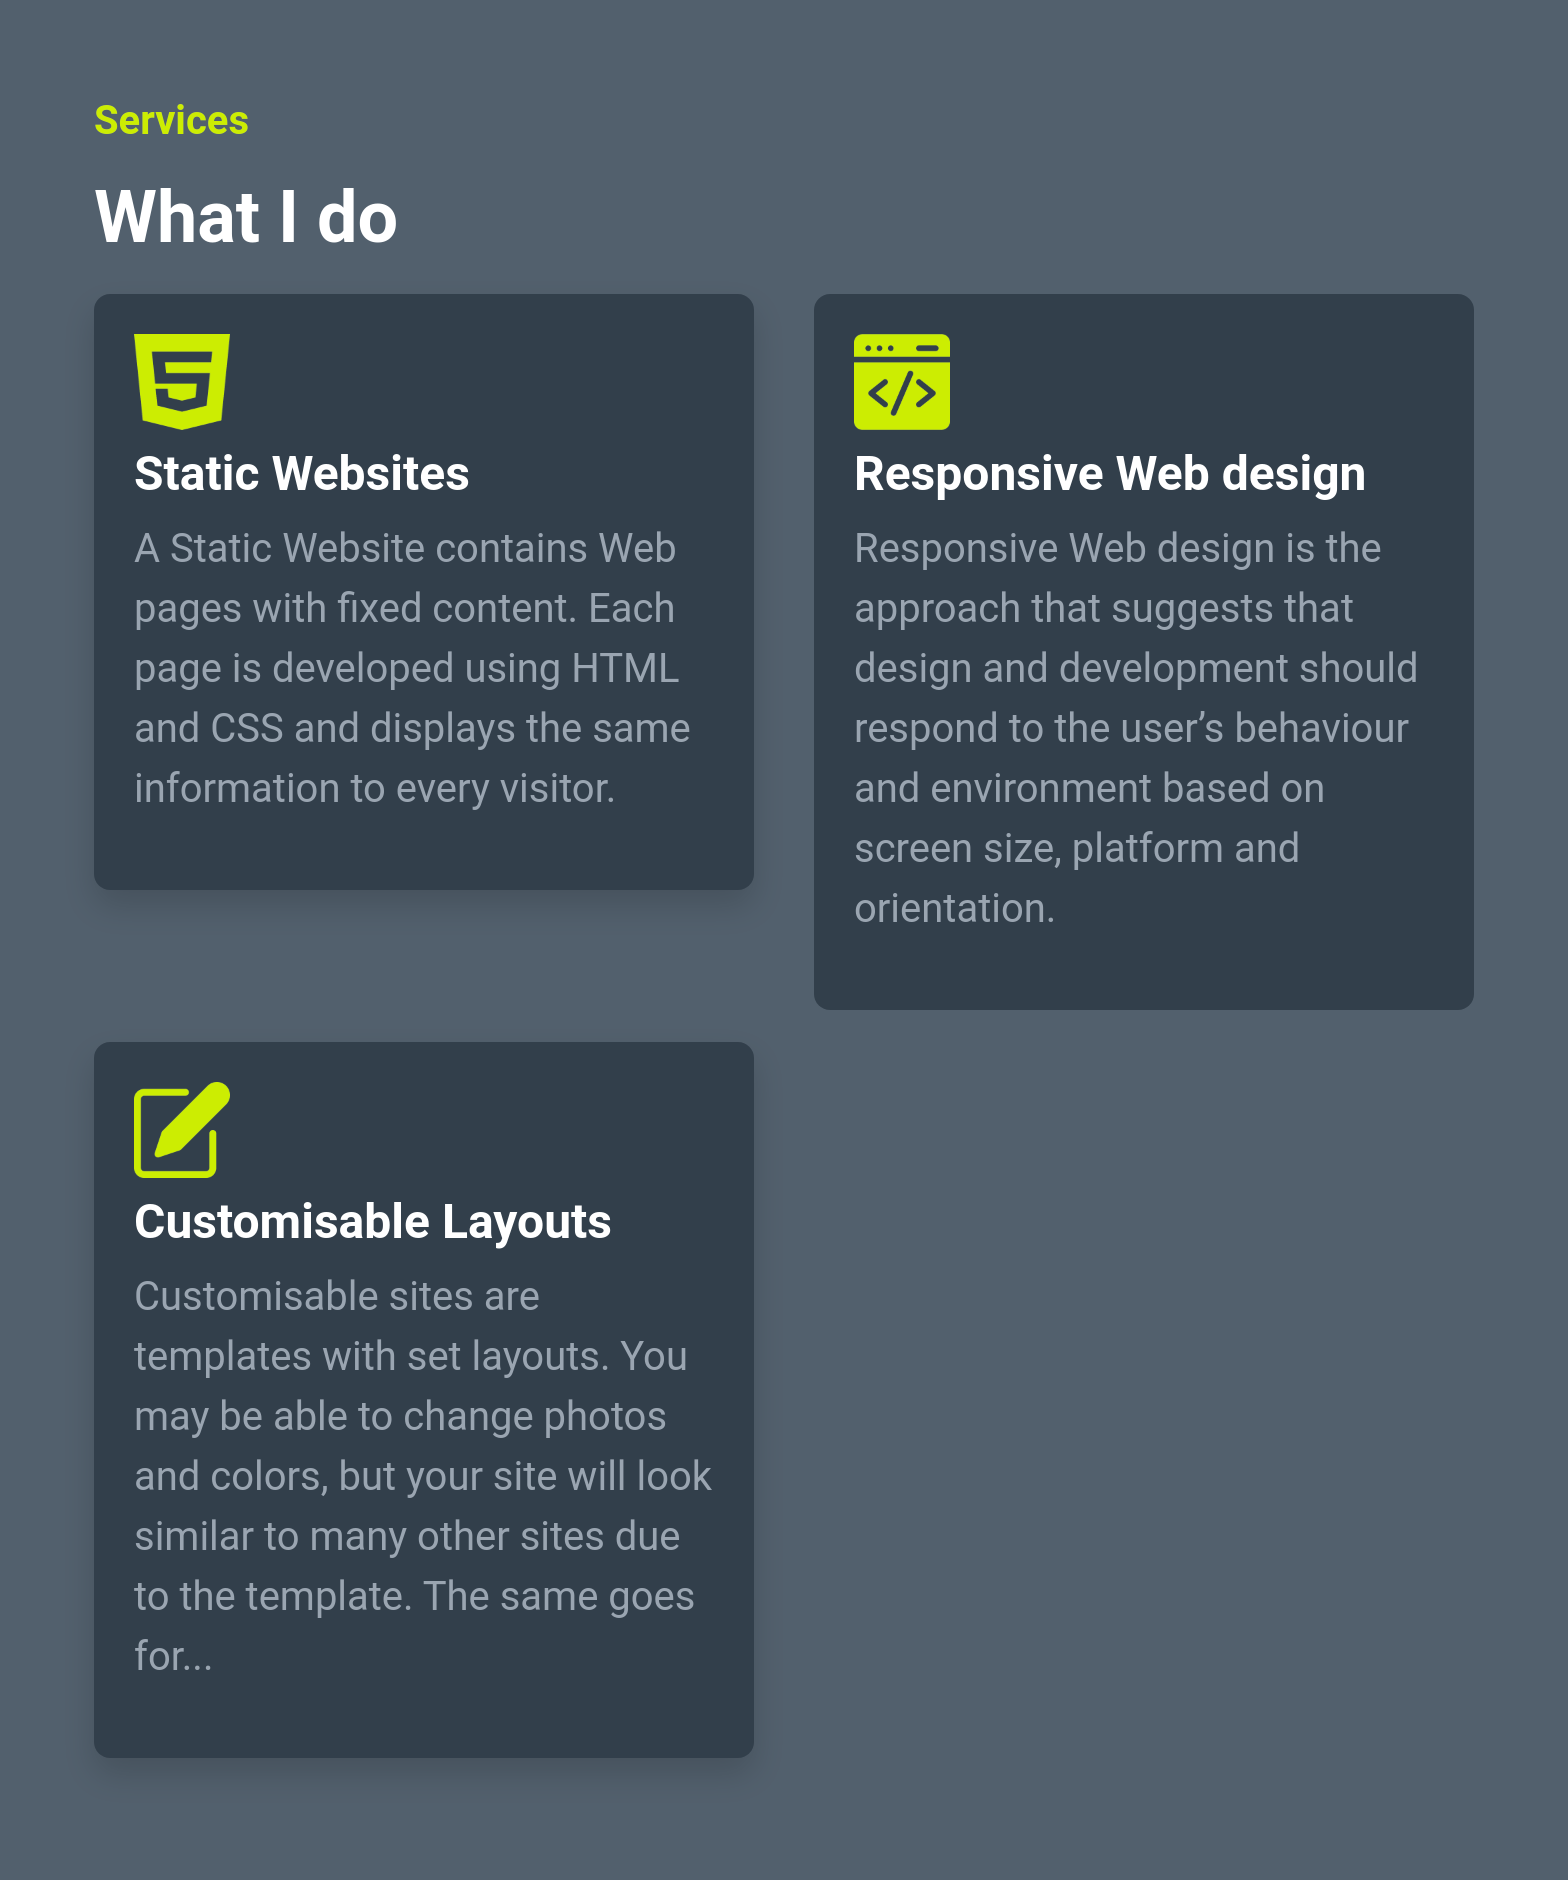 Services
What I do
Static Websites
A Static Website contains Web
pages with fixed content. Each
page is developed using HTML
and CSS and displays the same
information to every visitor.
Responsive Web design
Responsive Web design is the
approach that suggests that
design and development should
respond to the user’s behaviour
and environment based on
screen size, platform and
orientation.
Customisable Layouts
Customisable sites are
templates with set layouts. You
may be able to change photos
and colors, but your site will look
similar to many other sites due
to the template. The same goes
for...